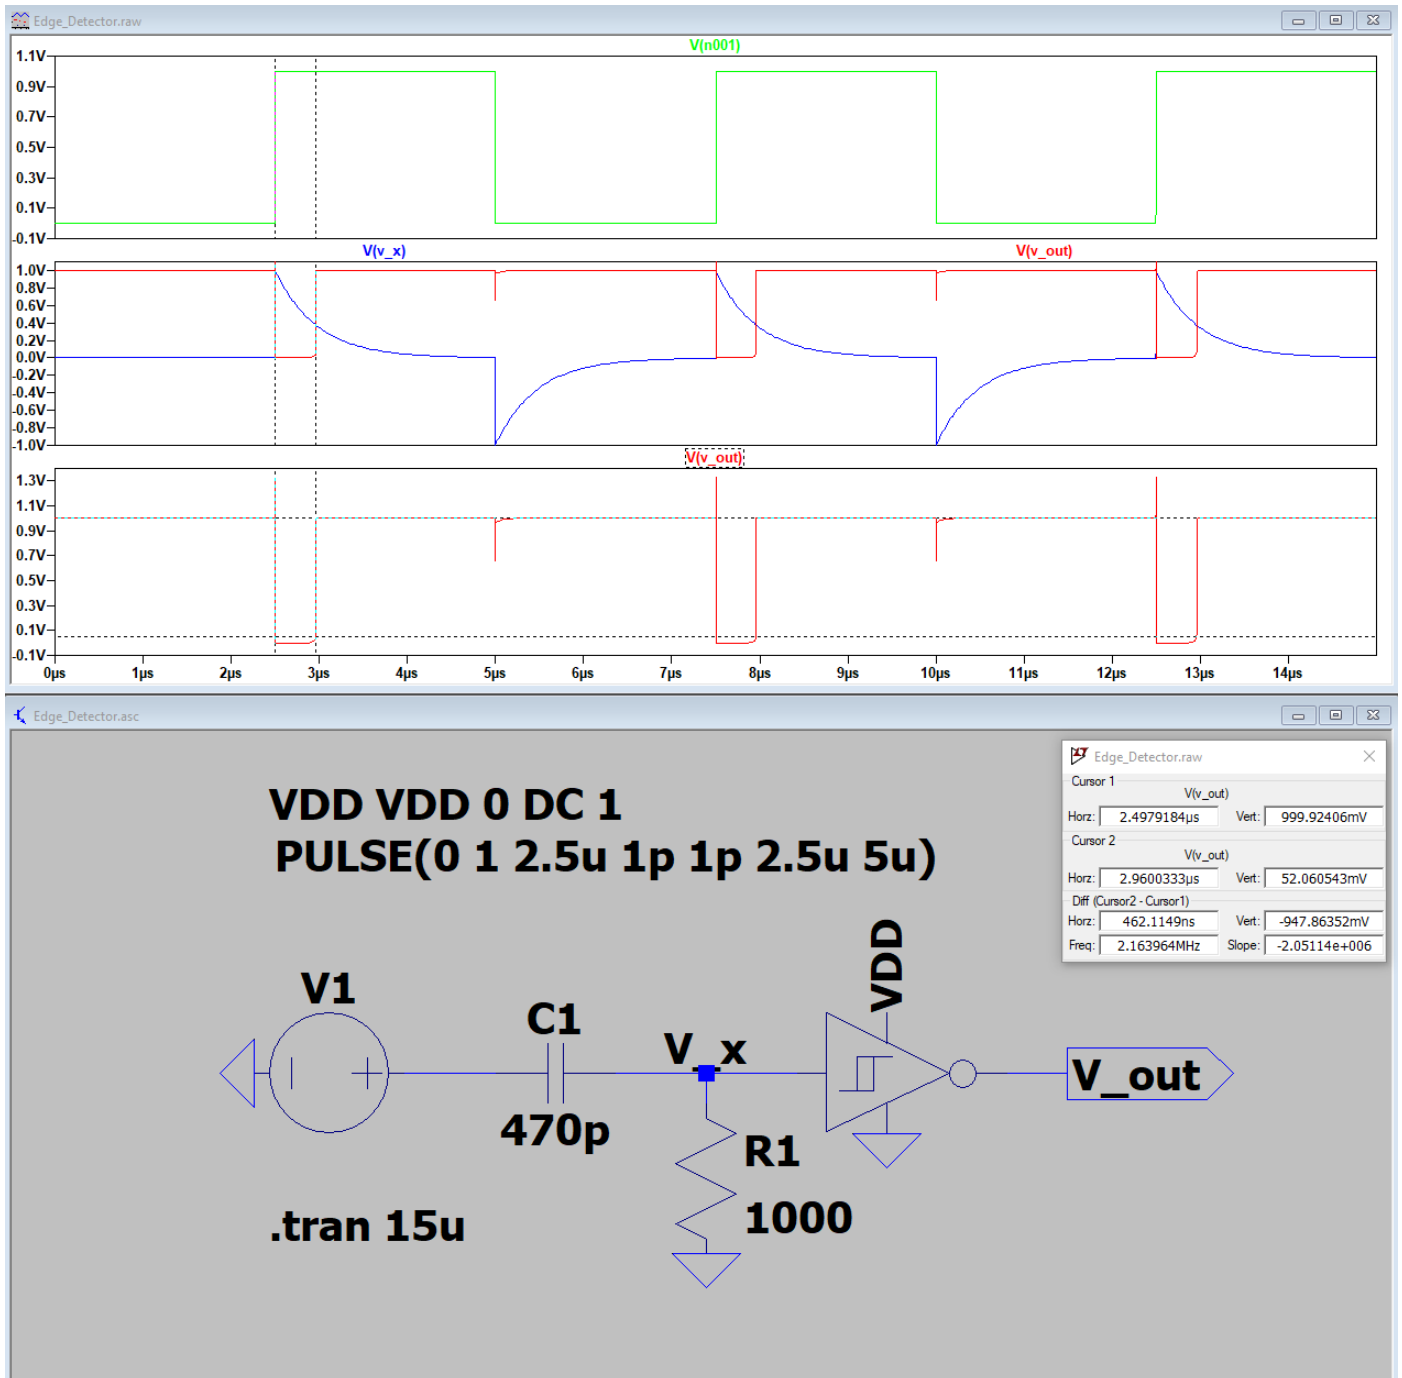 Edge_Detector.raw
V(n001)
1.1V
0.9V
0.7V
0.5V
0.3V
0.1V
-0.1V
V(v_x) V(v_out)
1.0V
0.8V
0.6V
0.4V
0.2V
0.0V
-0.2V
-0.4V
-0.6V
-0.8V
-1.0V
V(v_out)
1.3V
1.1V
0.9V
0.7V
0.5V
0.3V
0.1V
-0.1V
0µs 1µs 2µs 3µs 4µs 5µs 6µs 7µs 8µs 9µs 10µs 11µs 12µs 13µs 14µs
Edge_Detector.asc
VDD VDD 0 DC 1
PULSE(0 1 2.5u 1p 1p 2.5u 5u)
V1
C1
470p
V_x
R1
1000
VDD
V_out
.tran 15u
Edge_Detector.raw
Cursor 1
V(v_out)
Horz: 2.4979184µs Vert: 999.92406mV
Cursor 2
V(v_out)
Horz: 2.9600333µs Vert: 52.060543mV
Diff (Cursor2 - Cursor1)
Horz: 462.1149ns Vert: -947.86352mV
Freq: 2.163964MHz Slope: -2.05114e+006